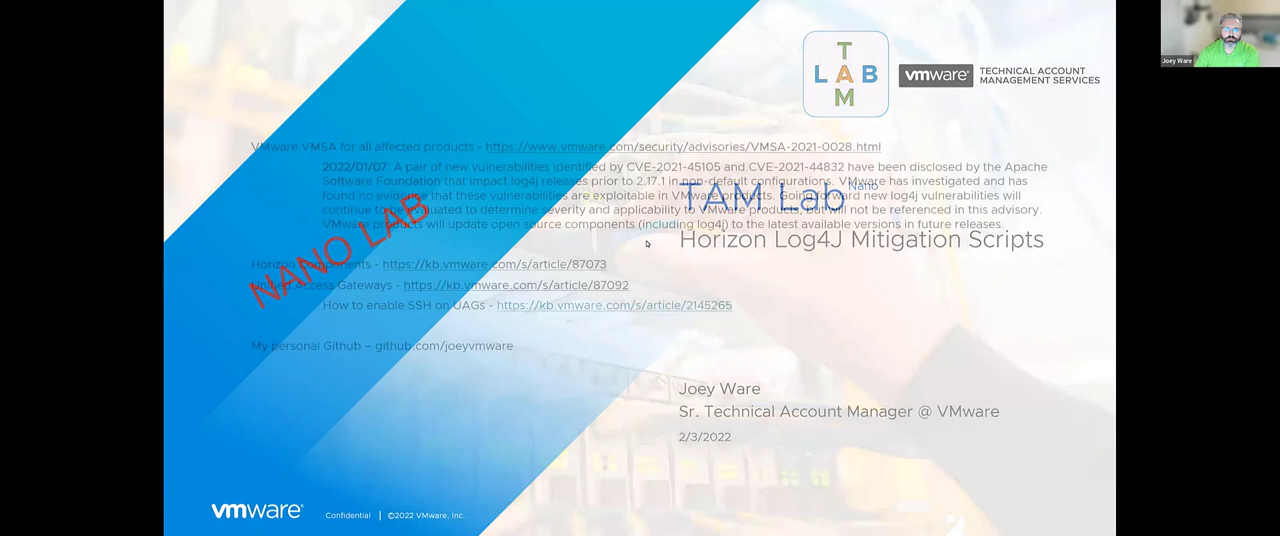 T
LAB
A
M
vmware® TECHNICAL ACCOUNT
MANAGEMENT SERVICES
Joey Ware
VMware VMSA for all affected products - https://www.vmware.com/security/advisories/VMSA-2021-0028.html
2022/01/07: A pair of new vulnerabilities identified by CVE-2021-45105 and CVE-2021-44832 have been disclosed by the Apache
Software Foundation that impact log4j releases prior to 2.17.1 in non-default configurations. VMware has investigated and has
found no evidence that these vulnerabilities are exploitable in VMware products. Going forward new log4j vulnerabilities will
continue to be evaluated to determine severity and applicability to VMware products, but will not be referenced in this advisory.
VMware products will update open source components (including log4j) to the latest available versions in future releases.
TAM Lab Nano
Horizon Log4J Mitigation Scripts
NANO LAB
Horizon Components - https://kb.vmware.com/s/article/87073
Unified Access Gateways - https://kb.vmware.com/s/article/87092
How to enable SSH on UAGs - https://kb.vmware.com/s/article/2145265
My personal Github – github.com/joeyvmware
Joey Ware
Sr. Technical Account Manager @ VMware
2/3/2022
vmware®
Confidential | ©2022 VMware, Inc.